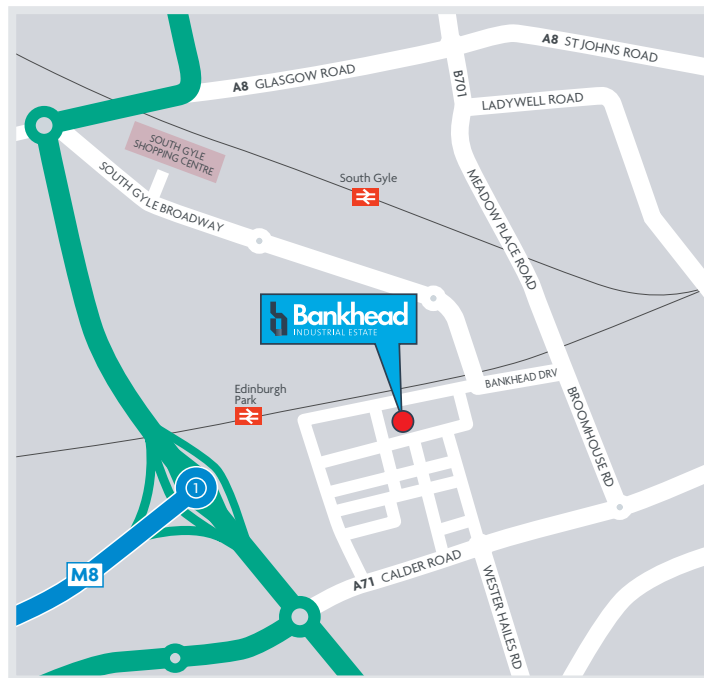 A8 ST JOHNS ROAD
A8 GLASGOW ROAD
B701
LADYWELL ROAD
SOUTH GYLE
SHOPPING CENTRE
SOUTH GYLE BROADWAY
South Gyle
MEADOW PLACE ROAD
Bankhead
INDUSTRIAL ESTATE
BANKHEAD DRV
Edinburgh
Park
BROOMHOUSE RD
1
M8
A71 CALDER ROAD
WESTER HAILES RD